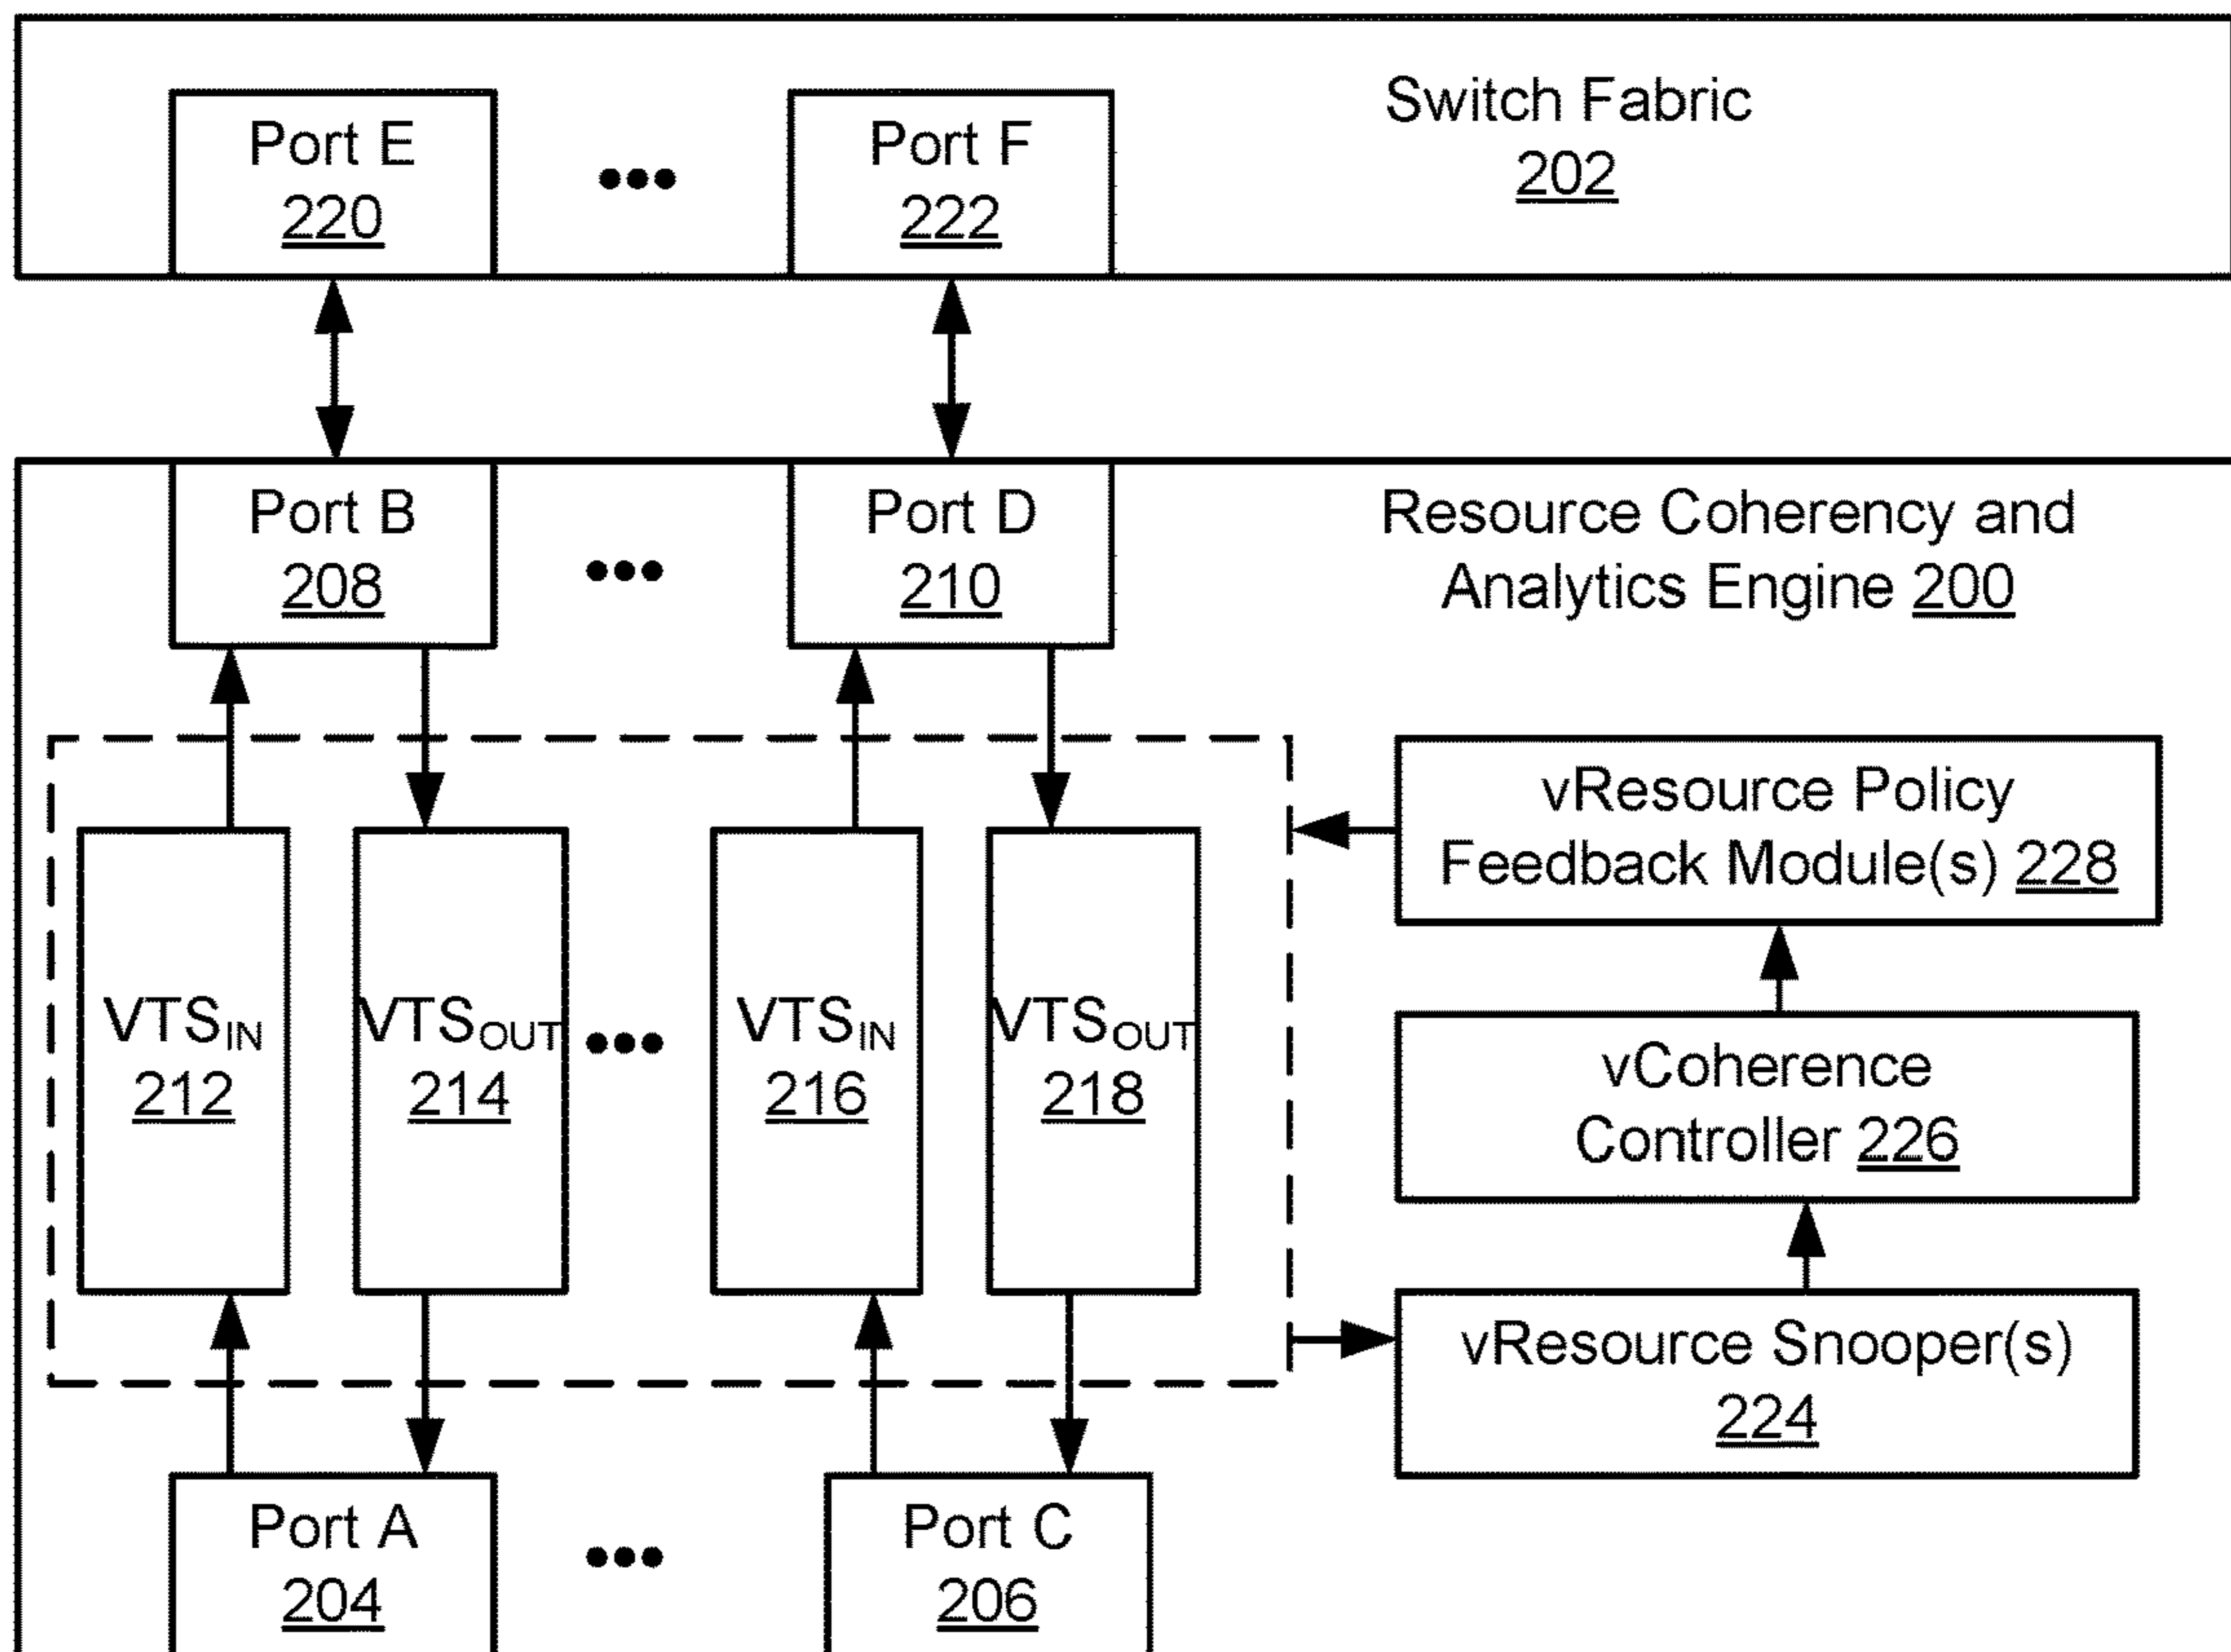 Switch Fabric
202
Port E
220
Port F
222
Port B
208
Port D
210
Resource Coherency and
Analytics Engine 200
vResource Policy
Feedback Module(s) 228
VTSIN
212
VTSOUT
214
VTSIN
216
VTSOUT
218
vCoherence
Controller 226
vResource Snooper(s)
224
Port A
204
Port C
206